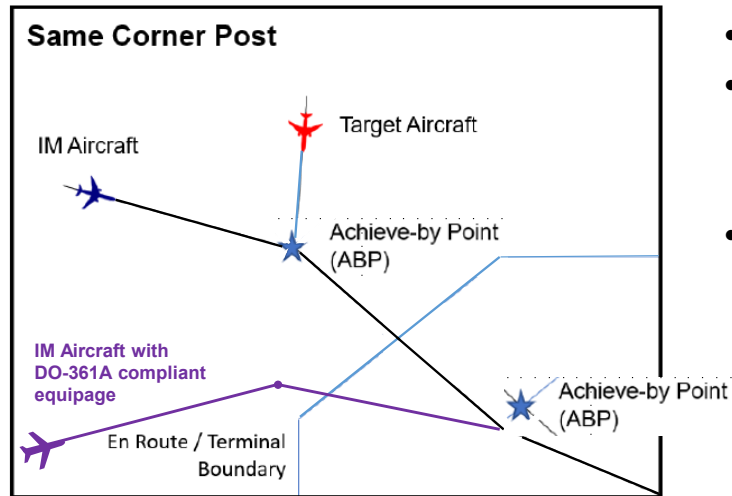 Same Corner Post
Target Aircraft
IM Aircraft
Achieve-by Point
(ABP)
IM Aircraft with
DO-361A compliant
equipage
Achieve-by Point
(ABP)
En Route / Terminal
Boundary